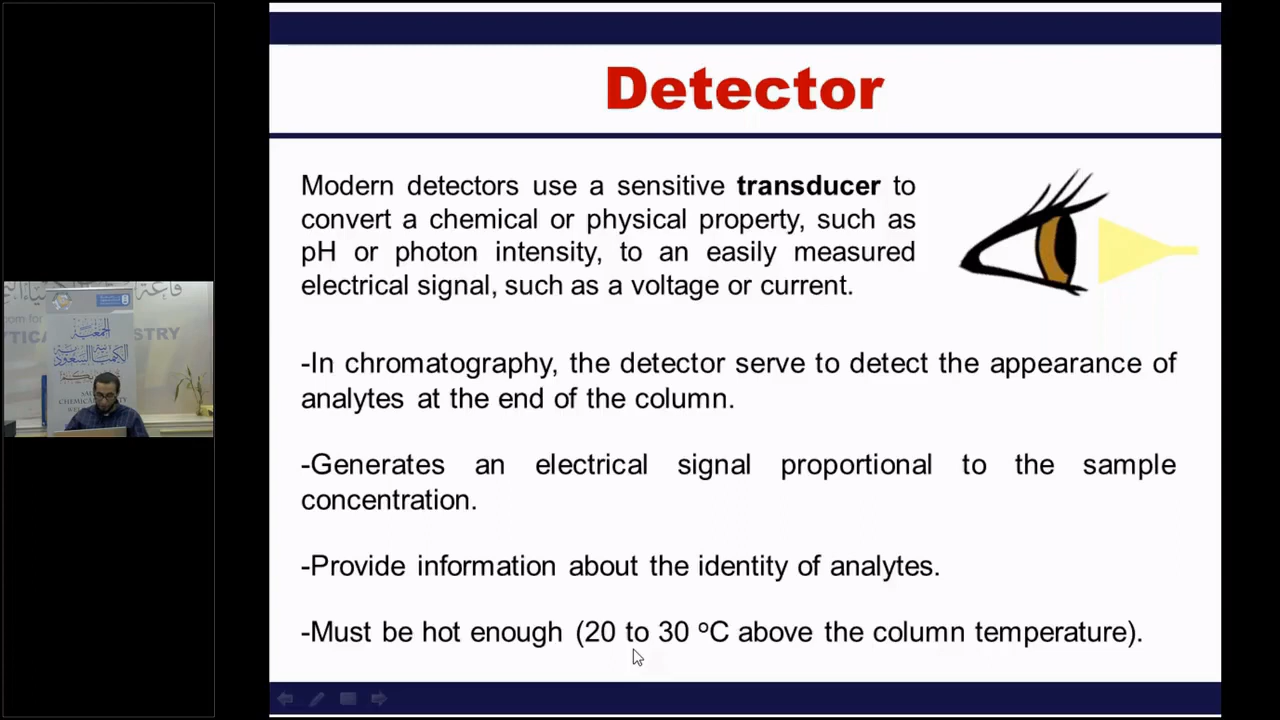 Detector
Modern detectors use a sensitive transducer to
convert a chemical or physical property, such as
pH or photon intensity, to an easily measured
electrical signal, such as a voltage or current.
-In chromatography, the detector serve to detect the appearance of
analytes at the end of the column.
-Generates an electrical signal proportional to the sample
concentration.
-Provide information about the identity of analytes.
-Must be hot enough (20 to 30 ºC above the column temperature).
الجمعية
الكيميائية السعودية